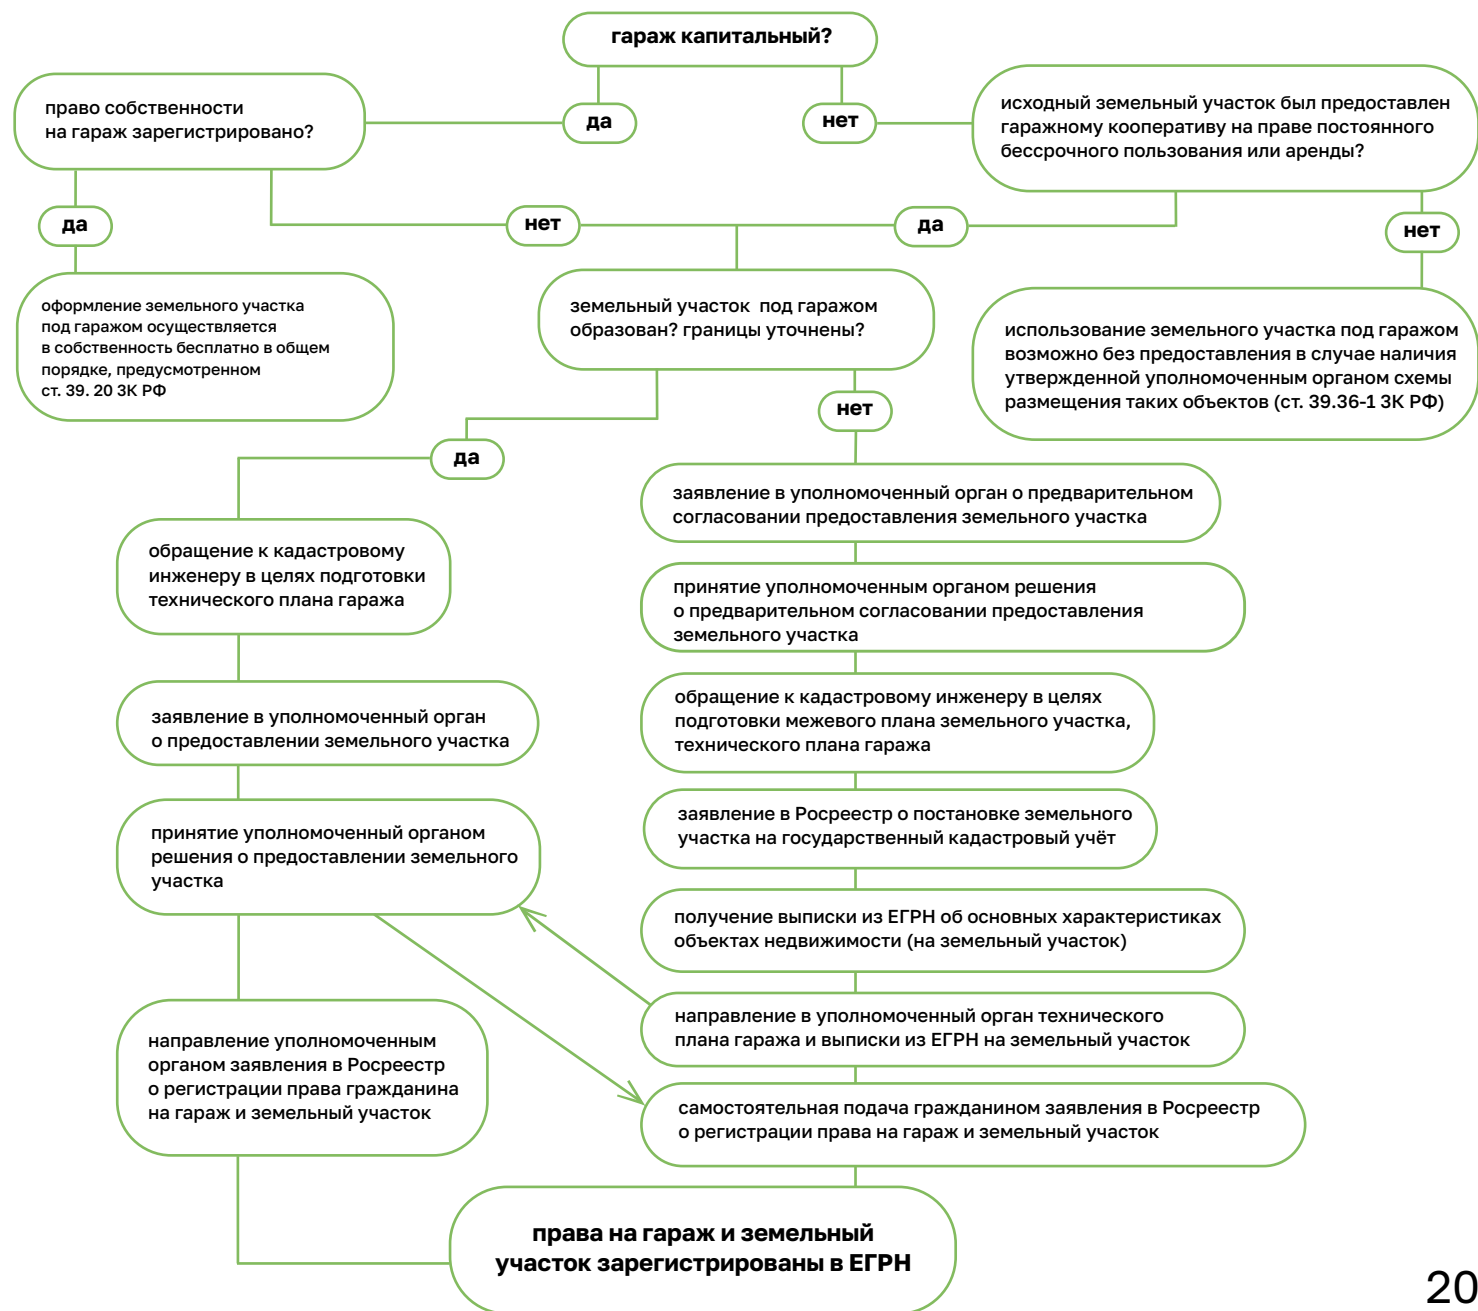 гараж капитальный?
право собственности
на гараж зарегистрировано?
да
нет
исходный земельный участок был предоставлен
гаражному кооперативу на праве постоянного
бессрочного пользования или аренды?
да
нет
да
нет
оформление земельного участка
под гаражом осуществляется
в собственность бесплатно в общем
порядке, предусмотренном
ст. 39. 20 ЗК РФ
земельный участок под гаражом
образован? границы уточнены?
использование земельного участка под гаражом
возможно без предоставления в случае наличия
утвержденной уполномоченным органом схемы
размещения таких объектов (ст. 39.36-1 ЗК РФ)
нет
да
заявление в уполномоченный орган о предварительном
согласовании предоставления земельного участка
обращение к кадастровому
инженеру в целях подготовки
технического плана гаража
принятие уполномоченным органом решения
о предварительном согласовании предоставления
земельного участка
обращение к кадастровому инженеру в целях
подготовки межевого плана земельного участка,
технического плана гаража
заявление в уполномоченный орган
о предоставлении земельного участка
заявление в Росреестр о постановке земельного
участка на государственный кадастровый учёт
принятие уполномоченный органом
решения о предоставлении земельного
участка
получение выписки из ЕГРН об основных характеристиках
объектах недвижимости (на земельный участок)
направление в уполномоченный орган технического
плана гаража и выписки из ЕГРН на земельный участок
направление уполномоченным
органом заявления в Росреестр
о регистрации права гражданина
на гараж и земельный участок
самостоятельная подача гражданином заявления в Росреестр
о регистрации права на гараж и земельный участок
права на гараж и земельный
участок зарегистрированы в ЕГРН
20